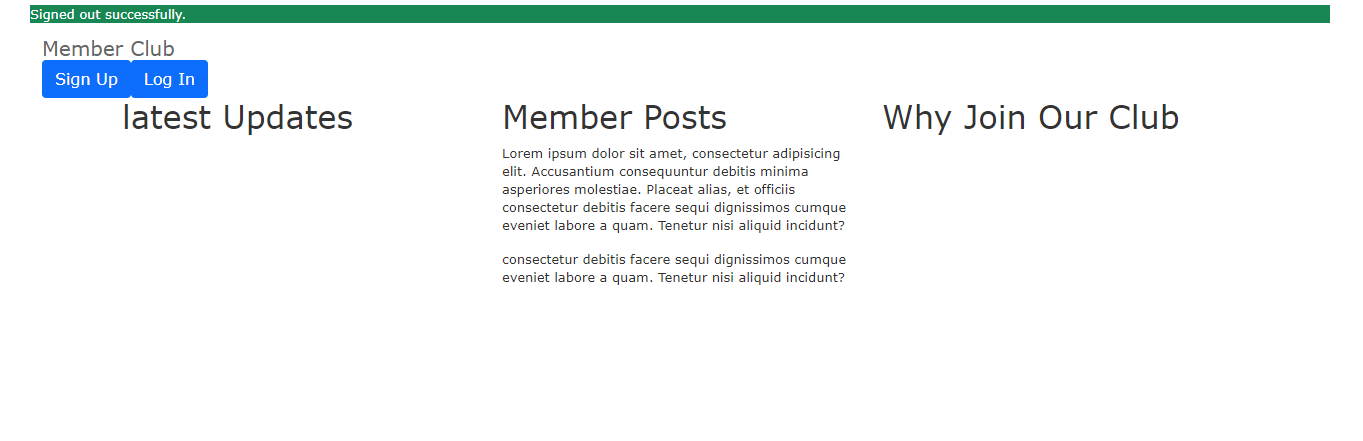 Signed out successfully.
Member Club
Sign Up Log In
latest Updates
Member Posts
Lorem ipsum dolor sit amet, consectetur adipisicing
elit. Accusantium consequuntur debitis minima
asperiores molestiae. Placeat alias, et officiis
consectetur debitis facere sequi dignissimos cumque
eveniet labore a quam. Tenetur nisi aliquid incidunt?
consectetur debitis facere sequi dignissimos cumque
eveniet labore a quam. Tenetur nisi aliquid incidunt?
Why Join Our Club